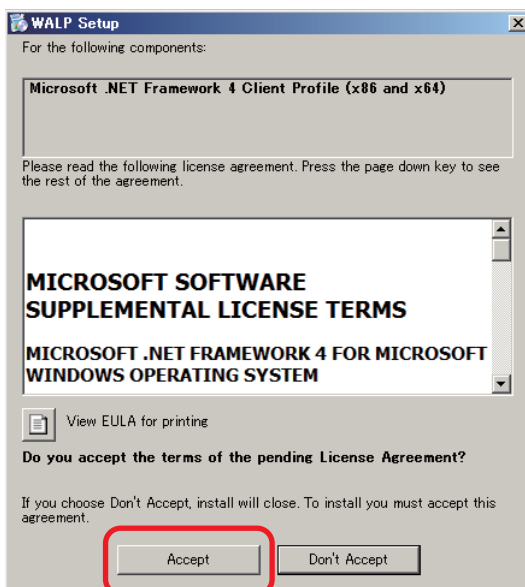 WALP Setup
For the following components:
Microsoft .NET Framework 4 Client Profile (x86 and x64)
Please read the following license agreement. Press the page down key to see
the rest of the agreement.
MICROSOFT SOFTWARE
SUPPLEMENTAL LICENSE TERMS
MICROSOFT .NET FRAMEWORK 4 FOR MICROSOFT
WINDOWS OPERATING SYSTEM
View EULA for printing
Do you accept the terms of the pending License Agreement?
If you choose Don't Accept, install will close. To install you must accept this
agreement.
Accept
Don't Accept